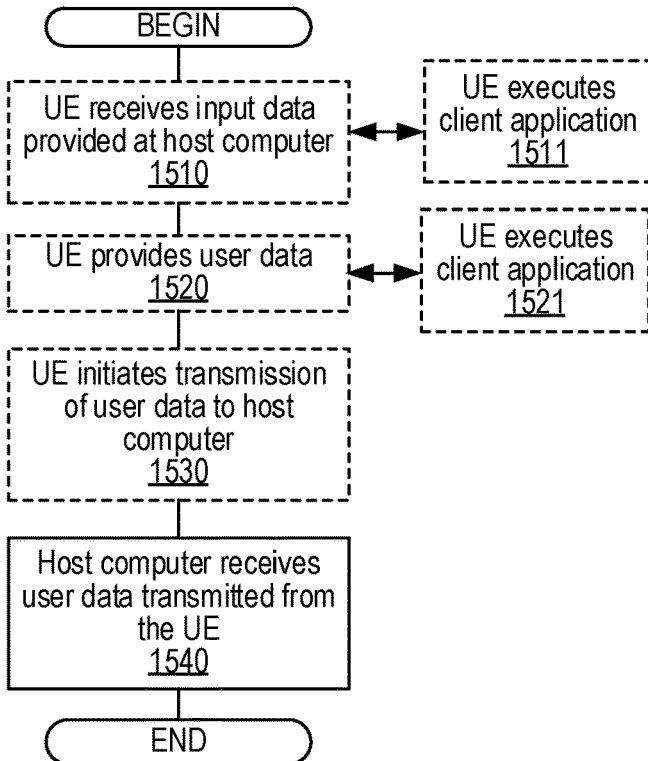 BEGIN
UE receives input data
provided at host computer
1510
UE executes
client application
1511
UE provides user data
1520
UE executes
client application
1521
UE initiates transmission
of user data to host
computer
1530
Host computer receives
user data transmitted from
the UE
1540
END